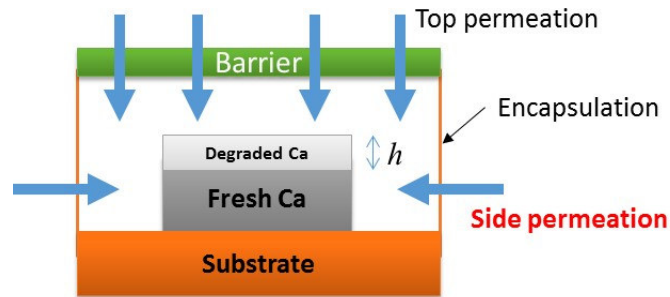 Top permeation
Barrier
Encapsulation
Degraded Ca
h
Fresh Ca
Side permeation
Substrate